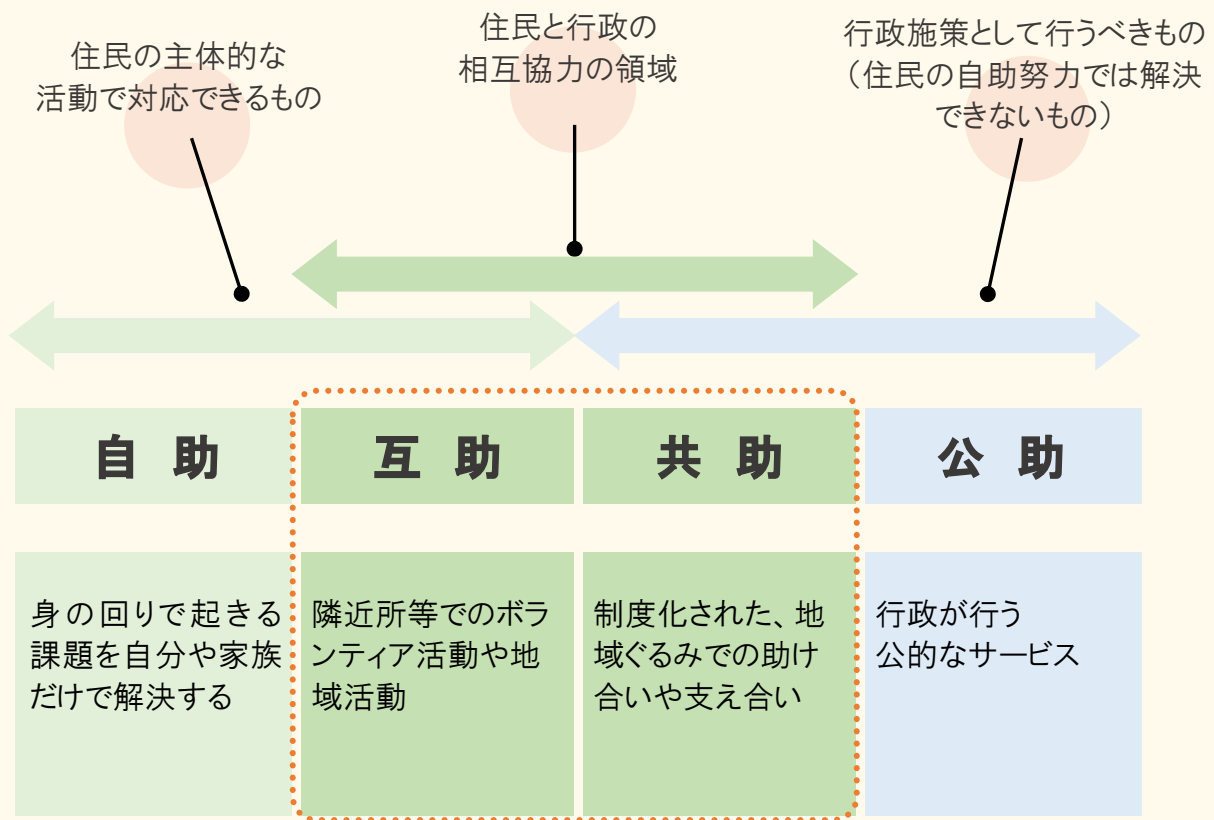 住民の主体的な
活動で対応できるもの
住民と行政の
相互協力の領域
行政施策として行うべきもの
（住民の自助努力では解決
できないもの）
自 助
互 助
共 助
公 助
身の回りで起きる
課題を自分や家族
だけで解決する
隣近所等でのボラ
ンティア活動や地
域活動
制度化された、地
域ぐるみでの助け
合いや支え合い
行政が行う
公的なサービス